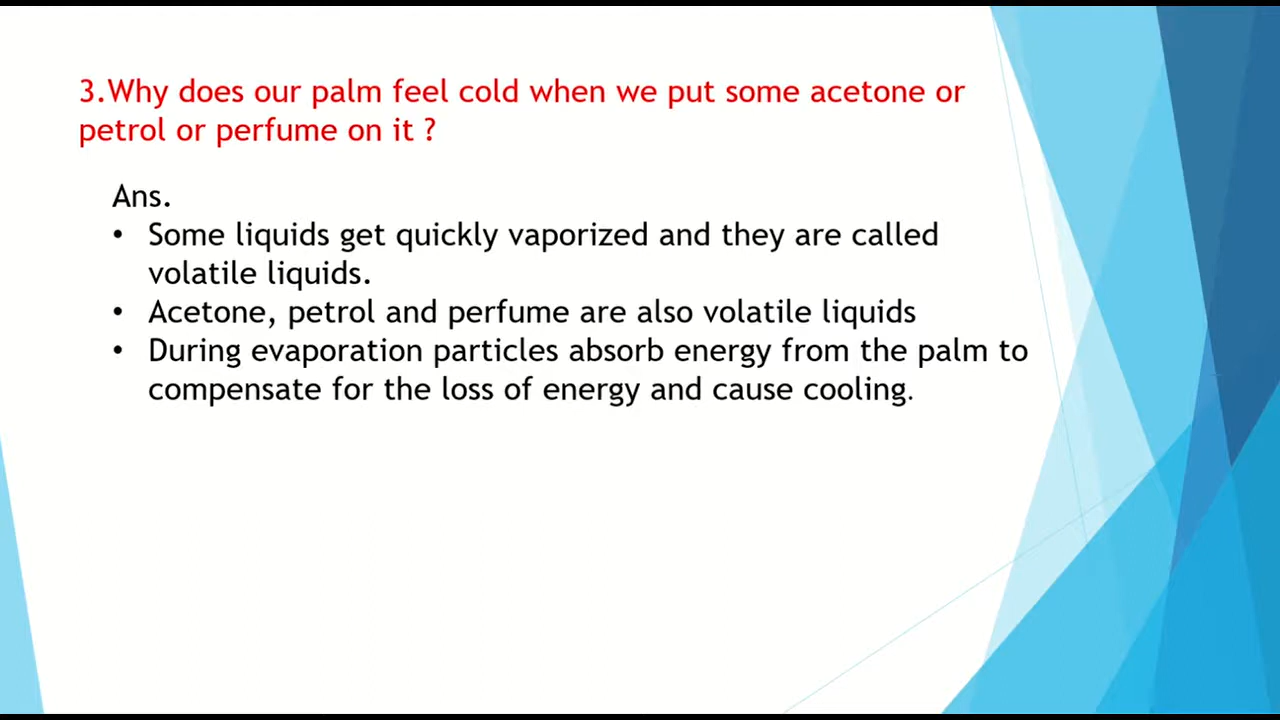 3.Why does our palm feel cold when we put some acetone or
petrol or perfume on it ?
Ans.
• Some liquids get quickly vaporized and they are called
volatile liquids.
• Acetone, petrol and perfume are also volatile liquids
• During evaporation particles absorb energy from the palm to
compensate for the loss of energy and cause cooling.